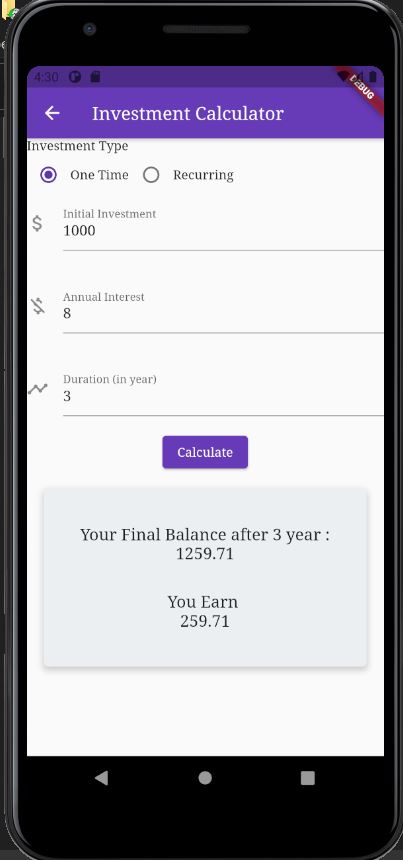 4:30
DEBUG
Investment Calculator
Investment Type
One Time Recurring
Initial Investment
1000
Annual Interest
8
Duration (in year)
3
Calculate
Your Final Balance after 3 year :
1259.71
You Earn
259.71